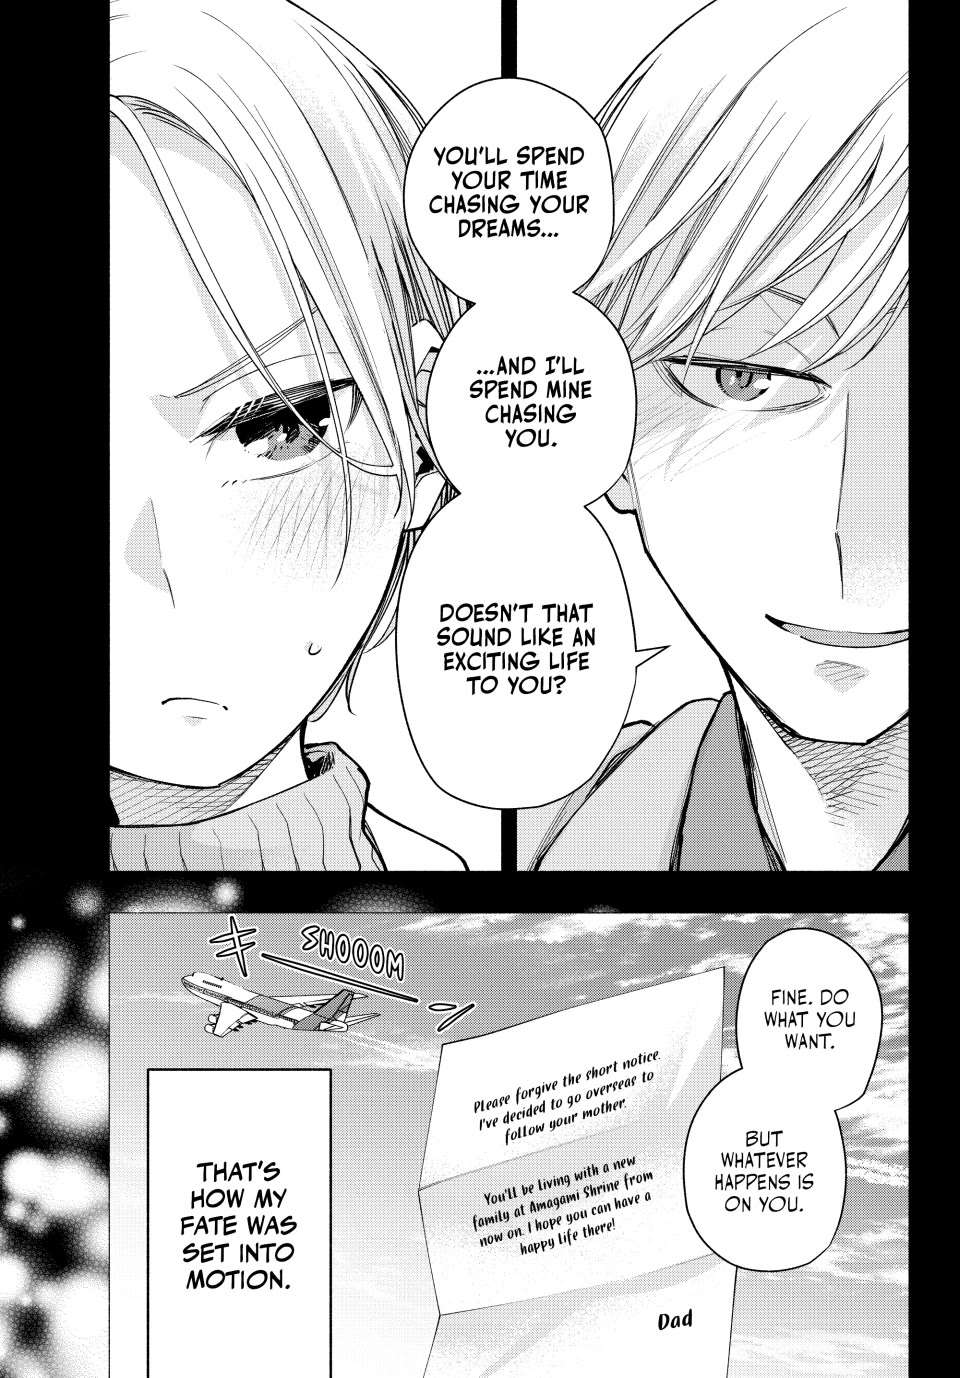 YOU'LL SPEND
YOUR TIME
CHASING YOUR
DREAMS...
...AND I'LL
SPEND MINE
CHASING
YOU.
DOESN'T THAT
SOUND LIKE AN
EXCITING LIFE
TO YOU?
SHOOOM
FINE. DO
WHAT YOU
WANT.
BUT
WHATEVER
HAPPENS IS
ON YOU.
Please forgive the short notice.
I've decided to go overseas to
follow your mother.
You'll be living with a new
family at Amagami Shrine from
now on. I hope you can have a
happy life there!
Dad
THAT'S
HOW MY
FATE WAS
SET INTO
MOTION.